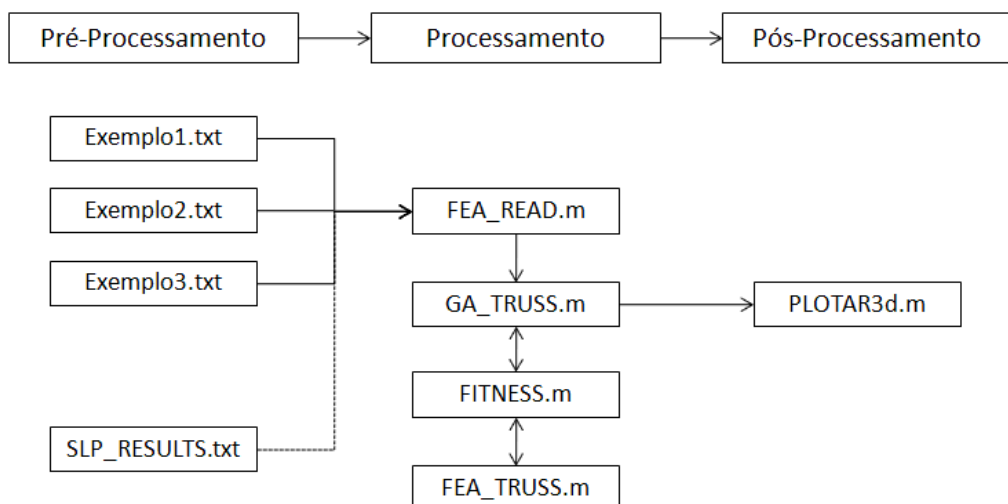 Pré-Processamento
Processamento
Pós-Processamento
Exemplo1.txt
Exemplo2.txt
FEA_READ.m
Exemplo3.txt
GA_TRUSS.m
PLOTAR3d.m
FITNESS.m
SLP_RESULTS.txt
FEA_TRUSS.m